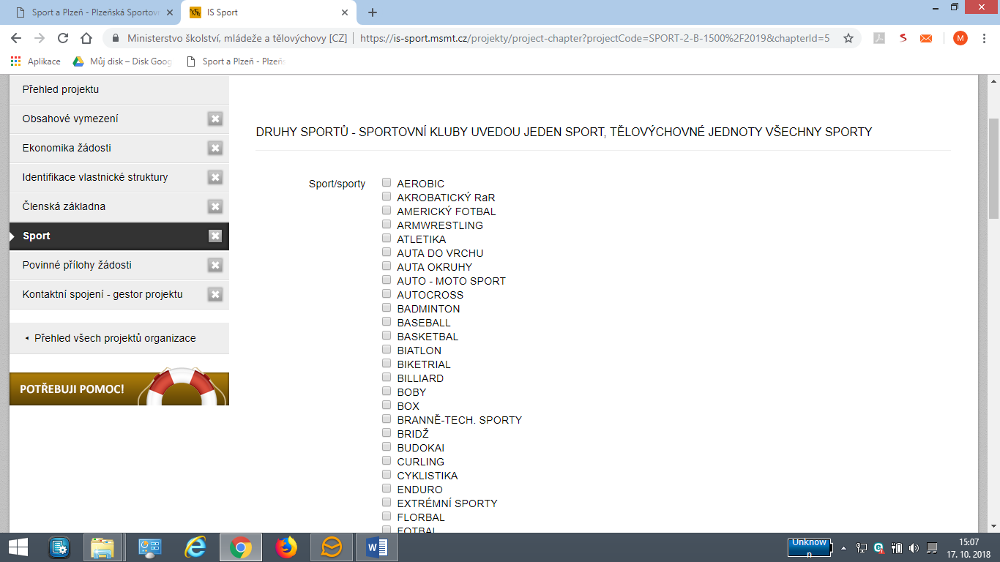 Sport a Plzeň - Plzeňská Sportov
IS Sport
Ministerstvo školství, mládeže a tělovýchovy [CZ] | https://is-sport.msmt.cz/projekty/project-chapter?projectCode=SPORT-2-B-1500%2F2019&chapterId=5
M
Aplikace
Můj disk – Disk Goog
Sport a Plzeň - Plzeňs
Přehled projektu
Obsahové vymezení
Ekonomika žádosti
Identifikace vlastnické struktury
Členská základna
Sport
Povinné přílohy žádosti
Kontaktní spojení - gestor projektu
Přehled všech projektů organizace
POTŘEBUJI POMOC!
DRUHY SPORTŮ - SPORTOVNÍ KLUBY UVEDOU JEDEN SPORT, TĚLOVÝCHOVNÉ JEDNOTY VŠECHNY SPORTY
Sport/sporty
AEROBIC
AKROBATICKÝ RaR
AMERICKÝ FOTBAL
ARMWRESTLING
ATLETIKA
AUTA DO VRCHU
AUTA OKRUHY
AUTO - MOTO SPORT
AUTOCROSS
BADMINTON
BASEBALL
BASKETBAL
BIATLON
BIKETRIAL
BILLIARD
BOBY
BOX
BRANNĚ-TECH. SPORTY
BRIDŽ
BUDOKAI
CURLING
CYKLISTIKA
ENDURO
EXTRÉMNÍ SPORTY
FLORBAL
FOTBAL
Unknow
n
15:07
17. 10. 2018